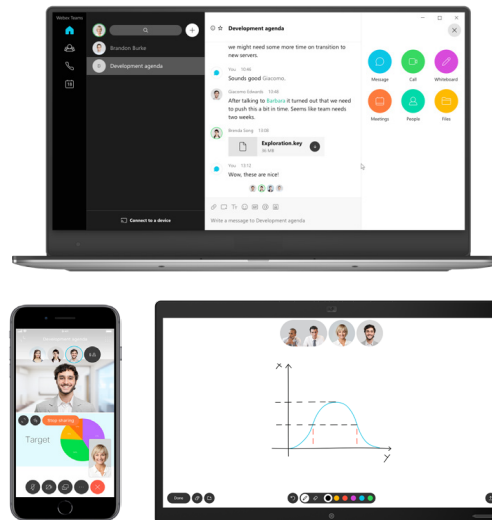 Webex Teams
Brandon Burke
Development agenda
Development agenda
we might need some more time on transition to
new servers.
You 13:46
Sounds good Giacomo.
Giacomo Edwards 13:48
After talking to Barbara it turned out that we need
to push this a bit in time. Seems like team needs
two weeks.
Brenda Song 13:08
Exploration.key
You 13:12
Wow, these are nice!
Write a message to Development agenda
Connect to a device
Message
Call
Whiteboard
Meetings
People
Files
Stop sharing
Target
x
y
Done